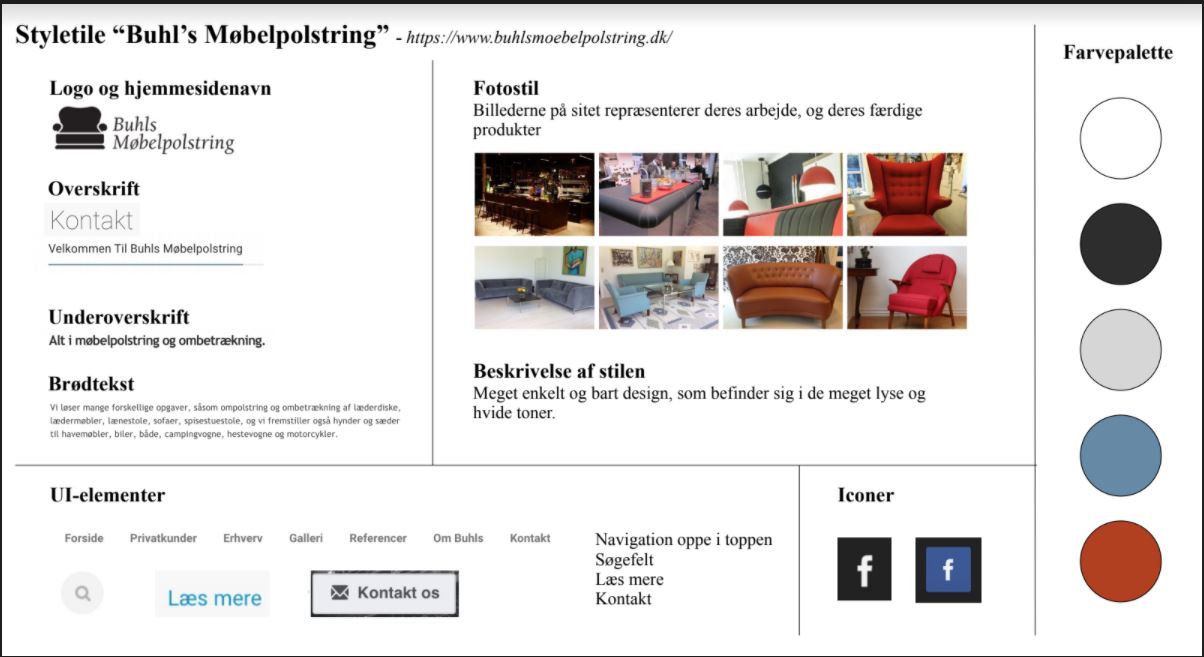 Styletile “Buhl’s Møbelpolstring” - https://www.buhlsmoebelpolstring.dk/
Logo og hjemmesidenavn
Buhls
Møbelpolstring
Overskrift
Kontakt
Velkommen Til Buhls Møbelpolstring
Underoverskrift
Alt i møbelpolstring og ombetrækning.
Brødtekst
Vi løser mange forskellige opgaver, såsom ompolstring og ombetrækning af læderdiske,
lædermøbler, lænestole, sofaer, spisestuestole, og vi fremstiller også hynder og sæder
til havemøbler, biler, både, campingvogne, hestevogne og motorcykler.
Fotostil
Billederne på sitet repræsenterer deres arbejde, og deres færdige
produkter
Beskrivelse af stilen
Meget enkelt og bart design, som befinder sig i de meget lyse og
hvide toner.
UI-elementer
Forside Privatkunder Erhverv Galleri Referencer Om Buhls Kontakt
Læs mere
Kontakt os
Navigation oppe i toppen
Søgefelt
Læs mere
Kontakt
Iconer
f
f
Farvepalette